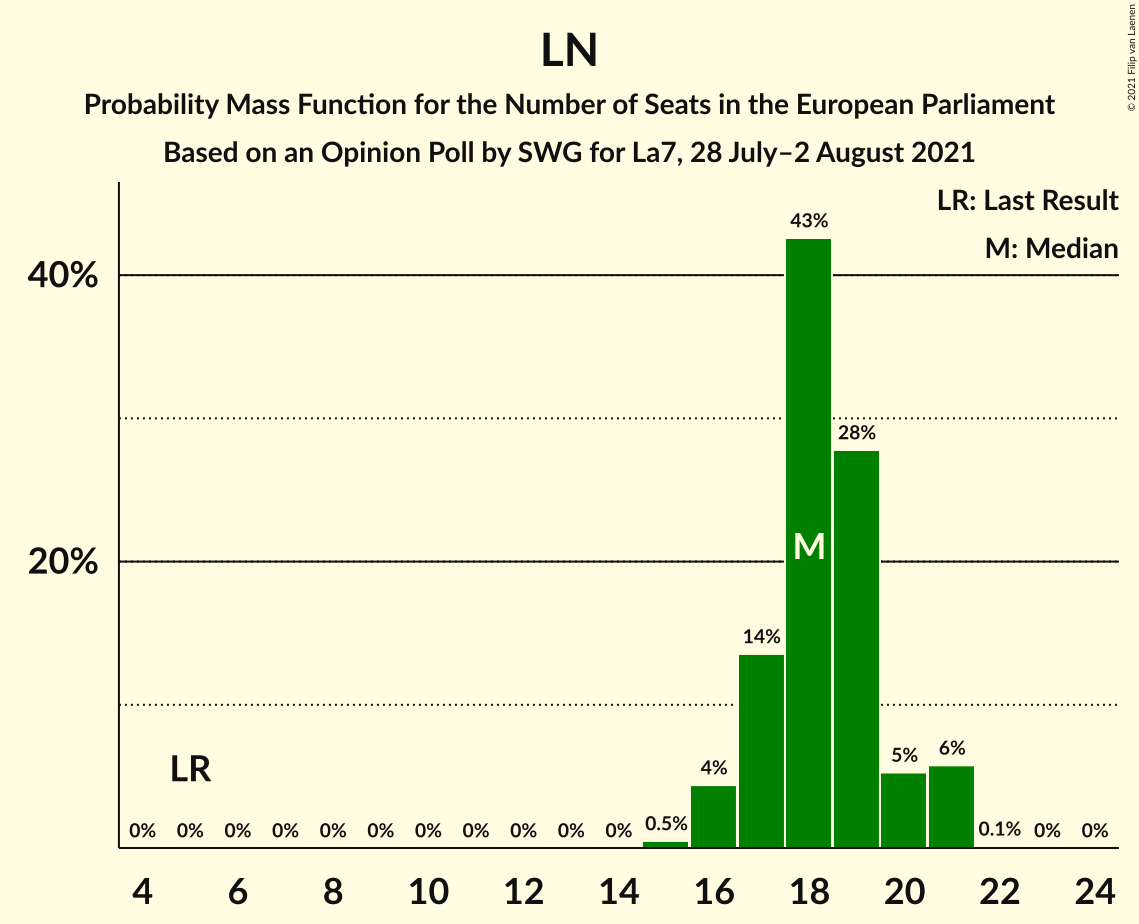 LN
Probability Mass Function for the Number of Seats in the European Parliament
Based on an Opinion Poll by SWG for La7, 28 July–2 August 2021
© 2021 Filip van Laenen
LR: Last Result
M: Median
43%
40%
28%
M
20%
14%
LR
4%
5%
6%
0% 0% 0% 0% 0% 0% 0% 0% 0% 0% 0% 0.5% 0.1% 0% 0%
4 6 8 10 12 14 16 18 20 22 24